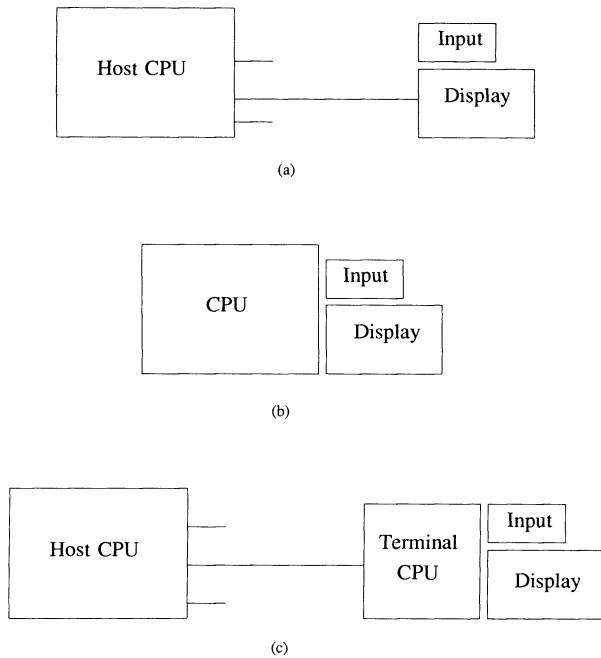 Input
Host CPU
Display
(a)
Input
CPU
Display
(b)
Input
Host CPU
Terminal
CPU
Display
(c)